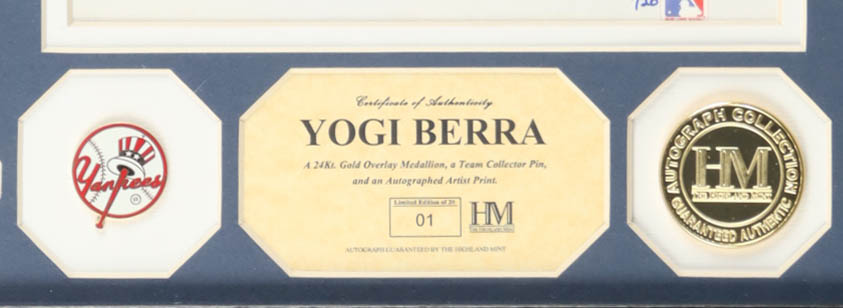 /20
Yankees
Certificate of Authenticity
YOGI BERRA
A 24Kt. Gold Overlay Medallion, a Team Collector Pin,
and an Autographed Artist Print.
Limited Edition of 20
01
HM
THE HIGHLAND MINT
AUTOGRAPH GUARANTEED BY THE HIGHLAND MINT
AUTOGRAPH COLLECTION
HM
THE HIGHLAND MINT
GUARANTEED AUTHENTIC